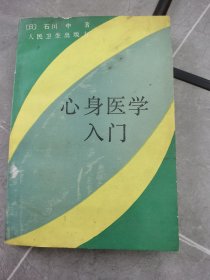 [日] 石川 中 著
人民卫生出版社
心身医学
入门